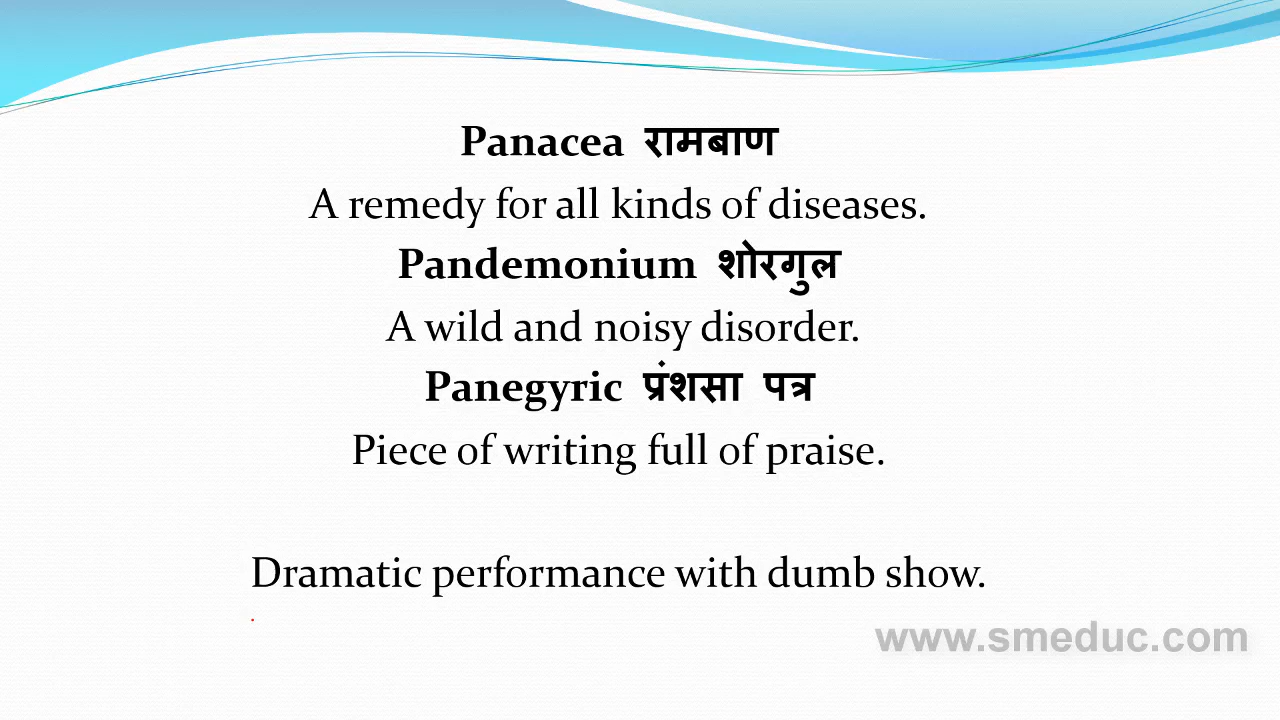 Panacea रामबाण
A remedy for all kinds of diseases.
Pandemonium शोरगुल
A wild and noisy disorder.
Panegyric प्रंशसा पत्र
Piece of writing full of praise.
Dramatic performance with dumb show.
.
www.smeduc.com